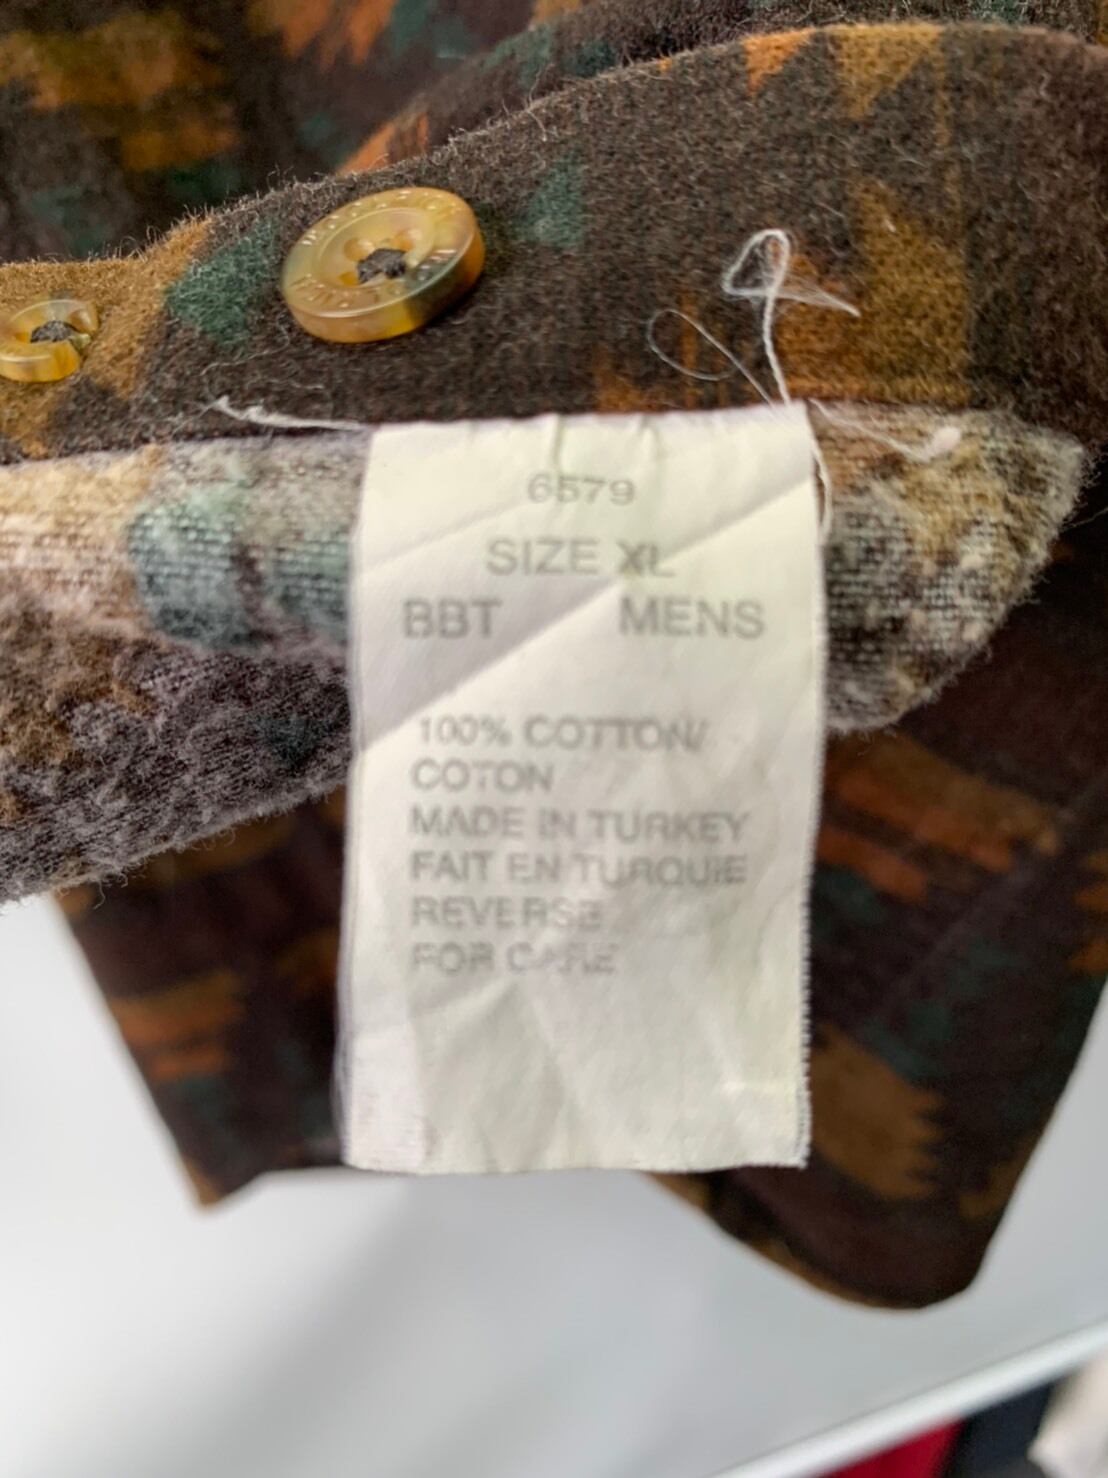 6579
SIZE XL
BBT MENS
100% COTTON/
COTON
MADE IN TURKEY
FAIT EN TURQUIE
REVERSE
FOR CARE